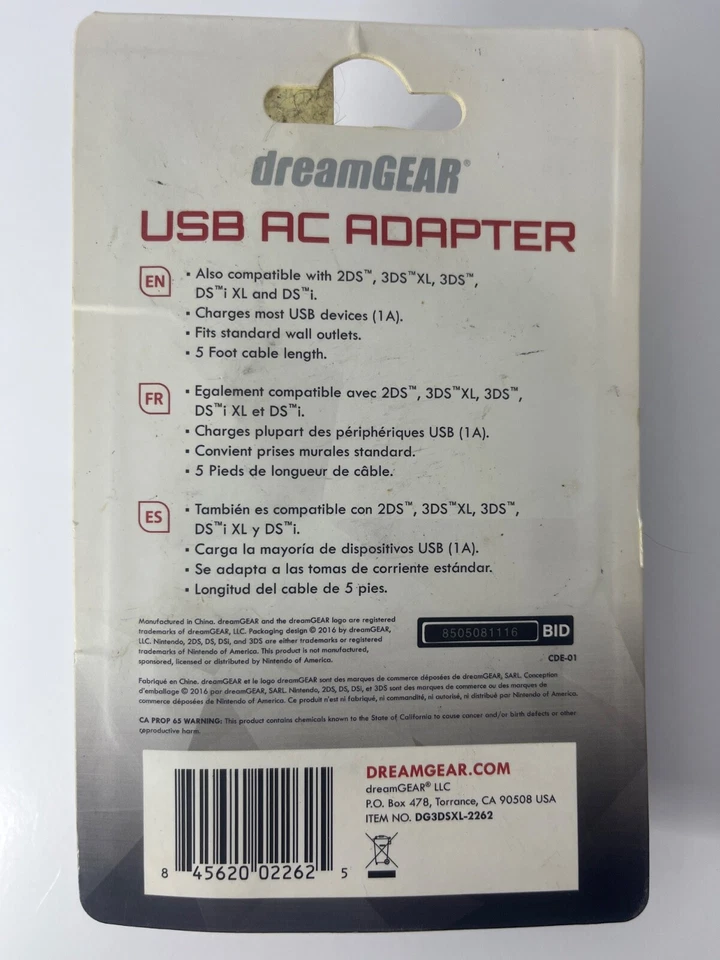 dreamGEAR®
USB AC ADAPTER
EN
▪ Also compatible with 2DS™, 3DS™XL, 3DS™,
DS™i XL and DS™i.
▪ Charges most USB devices (1A).
▪ Fits standard wall outlets.
▪ 5 Foot cable length.
FR
▪ Egalement compatible avec 2DS™, 3DS™XL, 3DS™,
DS™i XL et DS™i.
▪ Charges plupart des périphériques USB (1A).
▪ Convient prises murales standard.
▪ 5 Pieds de longueur de câble.
ES
▪ También es compatible con 2DS™, 3DS™XL, 3DS™,
DS™i XL y DS™i.
▪ Carga la mayoría de dispositivos USB (1A).
▪ Se adapta a las tomas de corriente estándar.
▪ Longitud del cable de 5 pies.
Manufactured in China. dreamGEAR and the dreamGEAR logo are registered
trademarks of dreamGEAR, LLC. Packaging design © 2016 by dreamGEAR,
LLC. Nintendo, 2DS, DS, DSi, and 3DS are either trademarks or registered
trademarks of Nintendo of America. This product is not manufactured,
sponsored, licensed or distributed by Nintendo of America.
8505081116 BID
CDE-01
Fabriqué en Chine. dreamGEAR et le logo dreamGEAR sont des marques de commerce déposées de dreamGEAR, SARL. Conception
d'emballage © 2016 par dreamGEAR, SARL. Nintendo, 2DS, DS, DSi, et 3DS sont des marques de commerce ou des marques de
commerce déposées de Nintendo of America. Ce produit n'est ni fabriqué, ni commandité, ni autorisé, ni distribué par Nintendo of America.
CA PROP 65 WARNING: This product contains chemicals known to the State of California to cause cancer and/or birth defects or other
reproductive harm.
DREAMGEAR.COM
dreamGEAR® LLC
P.O. Box 478, Torrance, CA 90508 USA
ITEM NO. DG3DSXL-2262
8 45620 02262 5